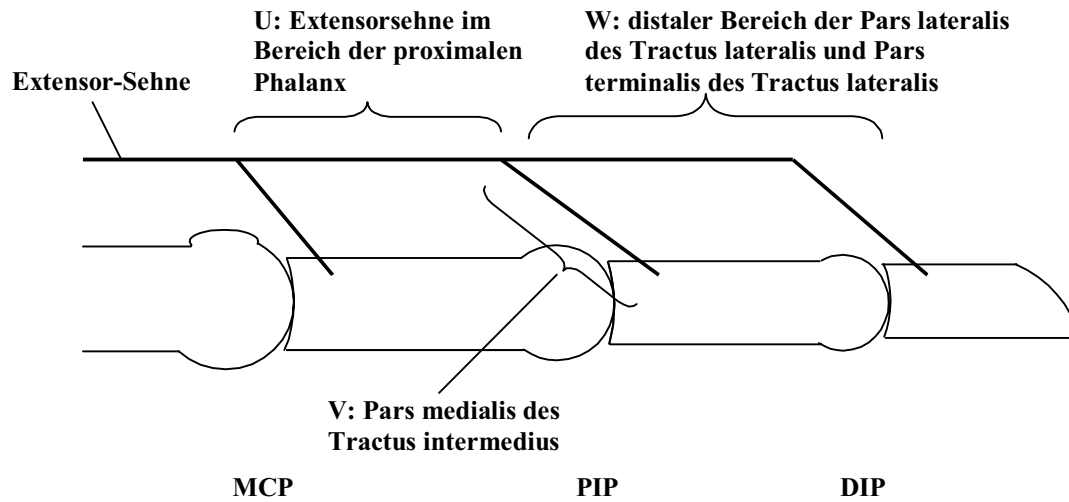 U: Extensorsehne im
Bereich der proximalen
Phalanx
W: distaler Bereich der Pars lateralis
des Tractus lateralis und Pars
terminalis des Tractus lateralis
Extensor-Sehne
V: Pars medialis des
Tractus intermedius
MCP
PIP
DIP